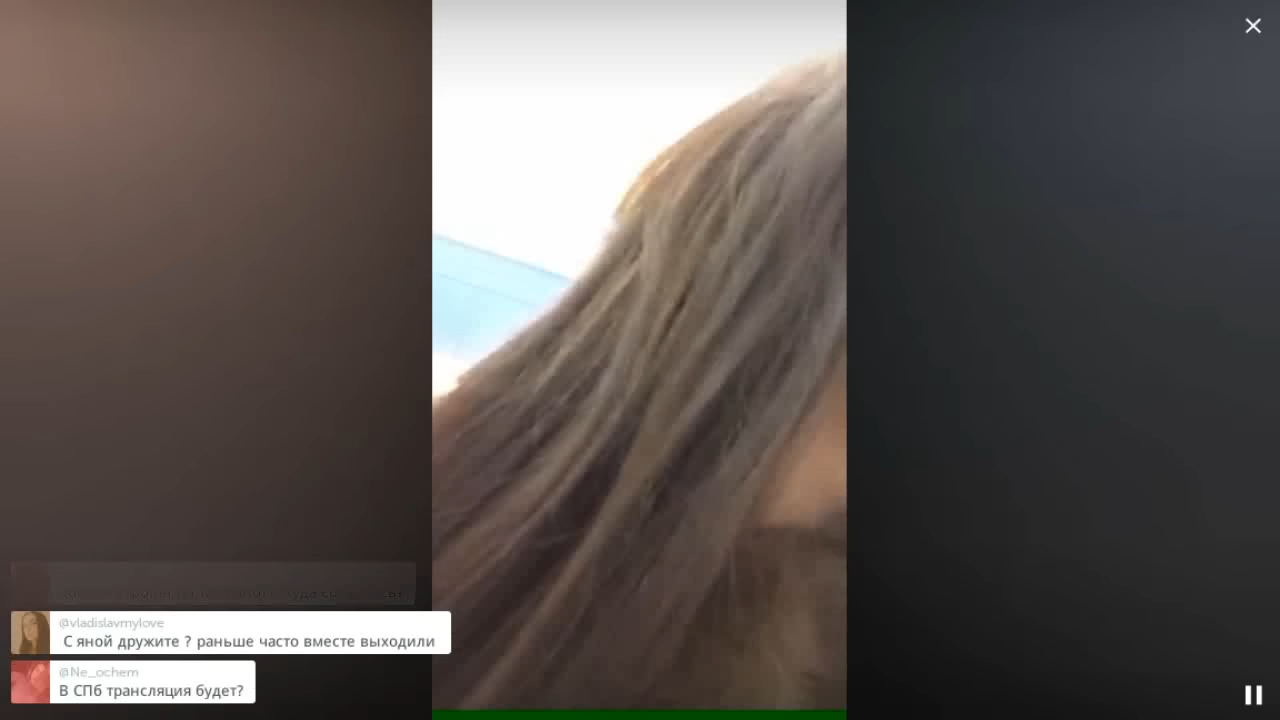 @vladislavmylove
С яной дружите ? раньше часто вместе выходили
@Ne_ochem
В СПб трансляция будет?